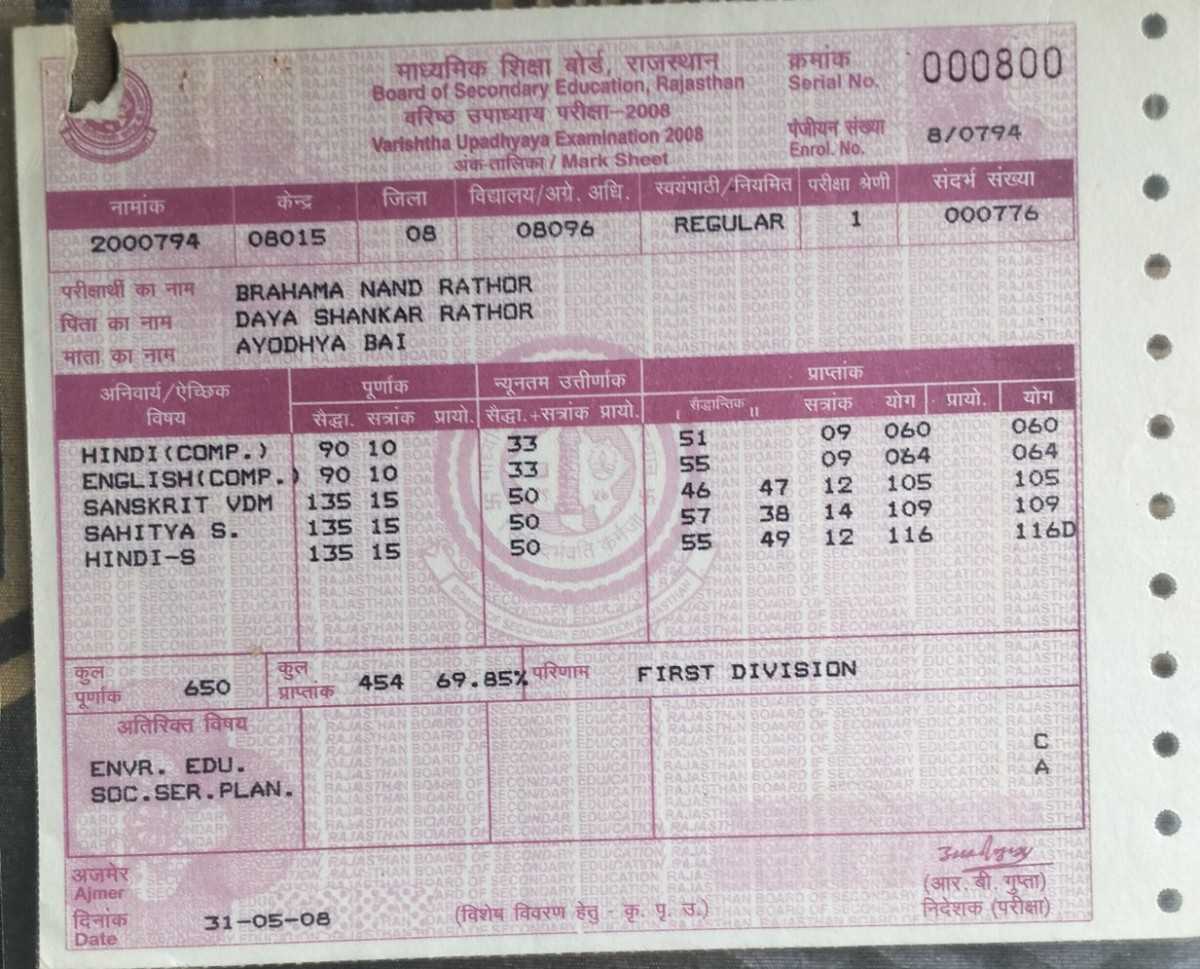 माध्यमिक शिक्षा बोर्ड, राजस्थान
Board of Secondary Education, Rajasthan
वरिष्ठ उपाध्याय परीक्षा-2008
Varishtha Upadhyaya Examination 2008
अंक-तालिका / Mark Sheet
क्रमांक 000800
Serial No.
पंजीयन संख्या 8/0794
Enrol. No.
नामांक केन्द्र जिला विद्यालय/अग्रे. अधि. स्वयंपाठी/नियमित परीक्षा श्रेणी संदर्भ संख्या
2000794 08015 08 08096 REGULAR 1 000776
परीक्षार्थी का नाम BRAHAMA NAND RATHOR
पिता का नाम DAYA SHANKAR RATHOR
माता का नाम AYODHYA BAI
अनिवार्य/ऐच्छिक विषय पूर्णांक न्यूनतम उत्तीर्णांक प्राप्तांक
सैद्धा. सत्रांक प्रायो. सैद्धा.+सत्रांक प्रायो. I सैद्धान्तिक II सत्रांक योग प्रायो. योग
HINDI(COMP.) 90 10 33 51 09 060 060
ENGLISH(COMP.) 90 10 33 55 09 064 064
SANSKRIT VDM 135 15 50 46 47 12 105 105
SAHITYA S. 135 15 50 57 38 14 109 109
HINDI-S 135 15 50 55 49 12 116 116D
कुल पूर्णांक 650 कुल प्राप्तांक 454 69.85% परिणाम FIRST DIVISION
अतिरिक्त विषय
ENVR. EDU. C
SOC.SER.PLAN. A
अजमेर
Ajmer
(आर. बी. गुप्ता)
दिनांक 31-05-08 (विशेष विवरण हेतु - कृ. पृ. उ.) निदेशक (परीक्षा)
Date